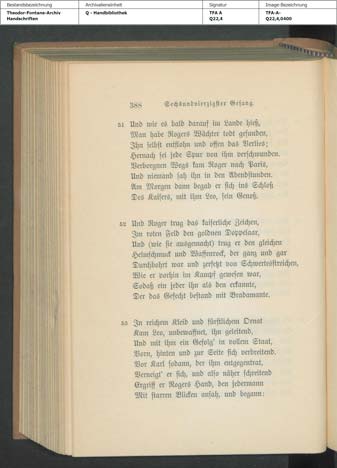 Bestandsbezeichnung
Archivalieneinheit
Signatur
Image-Bezeichnung
Theodor-Fontane-Archiv
Handschriften
Q - Handbibliothek
TFA A
Q22,4
TFA-A-
Q22,4,0400
388 Sechsundvierzigster Gesang.
51 Und wie es bald darauf im Lande hieß,
Man habe Rogers Wächter todt gefunden,
Ihn selbst entflohn und offen das Verlies;
Hernach sei jede Spur von ihm verschwunden.
Verborgnen Wegs kam Roger nach Paris,
Und niemand sah ihn in den Abendstunden.
Am Morgen dann begab er sich ins Schloß
Des Kaisers, mit ihm Leo, sein Genoß.
52 Und Roger trug das kaiserliche Zeichen,
Im roten Feld den goldnen Doppelaar,
Und (wie sie ausgemacht) trug er den gleichen
Helmschmuck und Waffenrock, der ganz und gar
Durchbohrt war und zerfetzt von Schwertesstreichen,
Wie er vorhin im Kampf gewesen war,
Sodaß ein jeder ihn als den erkannte,
Der das Gefecht bestand mit Bradamante.
53 In reichem Kleid und fürstlichem Ornat
Kam Leo, unbewaffnet, ihn geleitend,
Und mit ihm ein Gefolg' in vollem Staat,
Vorn, hinten und zur Seite sich verbreitend.
Vor Karl sodann, der ihm entgegentrat,
Verneigt' er sich, und also näher schreitend
Ergriff er Rogers Hand, den jedermann
Mit starren Blicken ansah, und begann: